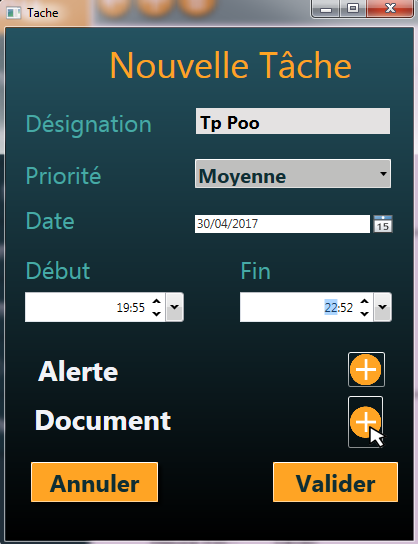 Tache
Nouvelle Tâche
Désignation Tp Poo
Priorité Moyenne
Date 30/04/2017 15
Début Fin
19:55 22:52
Alerte
Document
Annuler Valider